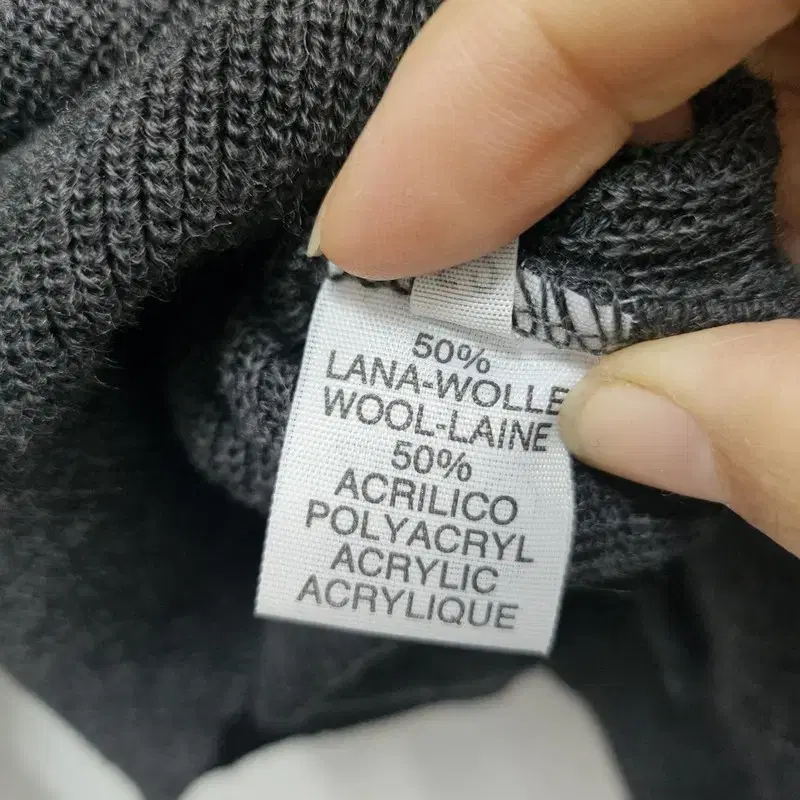 50%
LANA-WOLLE
WOOL-LAINE
50%
ACRILICO
POLYACRYL
ACRYLIC
ACRYLIQUE